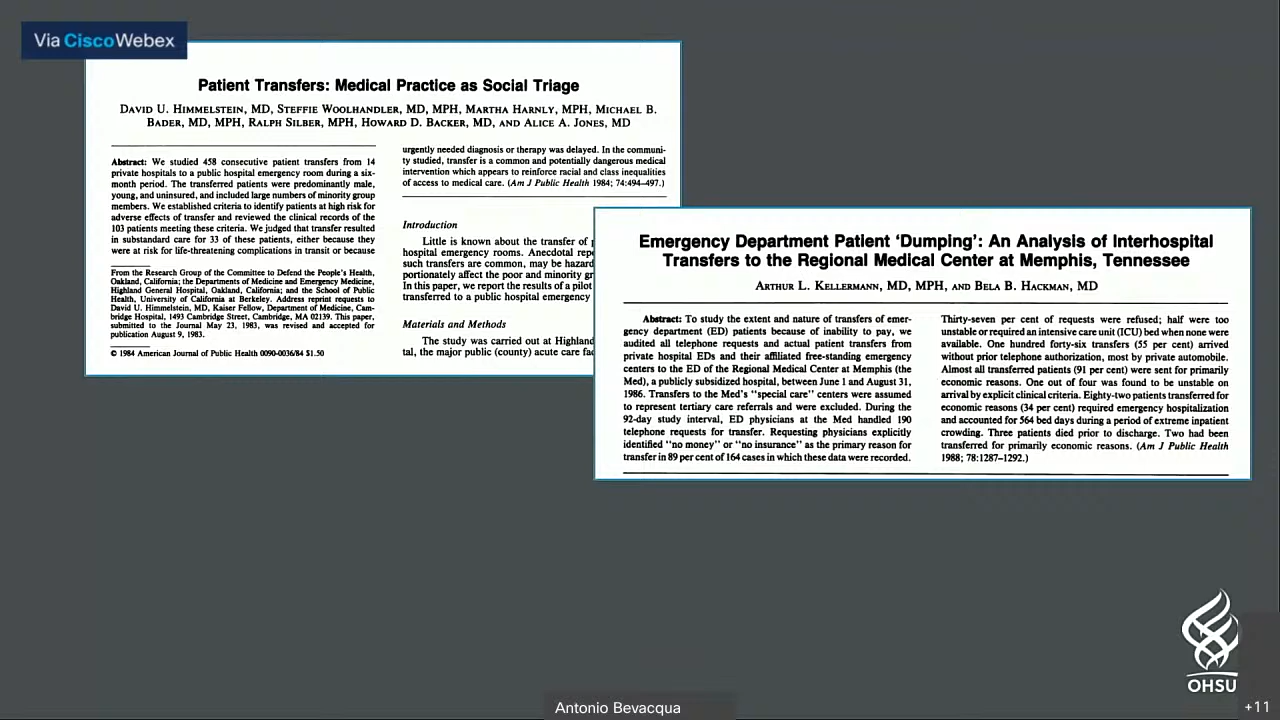 Via CiscoWebex
Patient Transfers: Medical Practice as Social Triage
DAVID U. HIMMELSTEIN, MD, STEFFIE WOOLHANDLER, MD, MPH, MARTHA HARNLY, MPH, MICHAEL B.
BADER, MD, MPH, RALPH SILBER, MPH, HOWARD D. BACKER, MD, AND ALICE A. JONES, MD
Abstract: We studied 458 consecutive patient transfers from 14
private hospitals to a public hospital emergency room during a six-
month period. The transferred patients were predominantly male,
young, and uninsured, and included large numbers of minority group
members. We established criteria to identify patients at high risk for
adverse effects of transfer and reviewed the clinical records of the
103 patients meeting these criteria. We judged that transfer resulted
in substandard care for 33 of these patients, either because they
were at risk for life-threatening complications in transit or because
From the Research Group of the Committee to Defend the People's Health,
Oakland, California; the Departments of Medicine and Emergency Medicine,
Highland General Hospital, Oakland, California; and the School of Public
Health, University of California at Berkeley. Address reprint requests to
David U. Himmelstein, MD, Kaiser Fellow, Department of Medicine, Cam-
bridge Hospital, 1493 Cambridge Street, Cambridge, MA 02139. This paper,
submitted to the Journal May 23, 1983, was revised and accepted for
publication August 9, 1983.
© 1984 American Journal of Public Health 0090-0036/84 $1.50
urgently needed diagnosis or therapy was delayed. In the communi-
ty studied, transfer is a common and potentially dangerous medical
intervention which appears to reinforce racial and class inequalities
of access to medical care. (Am J Public Health 1984; 74:494-497.)
Introduction
Little is known about the transfer of
hospital emergency rooms. Anecdotal rep
such transfers are common, may be hazard
portionately affect the poor and minority gr
In this paper, we report the results of a pilot
transferred to a public hospital emergency
Materials and Methods
The study was carried out at Highland
tal, the major public (county) acute care fac
Emergency Department Patient 'Dumping': An Analysis of Interhospital
Transfers to the Regional Medical Center at Memphis, Tennessee
ARTHUR L. KELLERMANN, MD, MPH, AND BELA B. HACKMAN, MD
Abstract: To study the extent and nature of transfers of emer-
gency department (ED) patients because of inability to pay, we
audited all telephone requests and actual patient transfers from
private hospital EDs and their affiliated free-standing emergency
centers to the ED of the Regional Medical Center at Memphis (the
Med), a publicly subsidized hospital, between June 1 and August 31,
1986. Transfers to the Med's "special care" centers were assumed
to represent tertiary care referrals and were excluded. During the
92-day study interval, ED physicians at the Med handled 190
telephone requests for transfer. Requesting physicians explicitly
identified "no money" or "no insurance" as the primary reason for
transfer in 89 per cent of 164 cases in which these data were recorded.
Thirty-seven per cent of requests were refused; half were too
unstable or required an intensive care unit (ICU) bed when none were
available. One hundred forty-six transfers (55 per cent) arrived
without prior telephone authorization, most by private automobile.
Almost all transferred patients (91 per cent) were sent for primarily
economic reasons. One out of four was found to be unstable on
arrival by explicit clinical criteria. Eighty-two patients transferred for
economic reasons (34 per cent) required emergency hospitalization
and accounted for 564 bed days during a period of extreme inpatient
crowding. Three patients died prior to discharge. Two had been
transferred for primarily economic reasons. (Am J Public Health
1988; 78:1287-1292.)
OHSU
Antonio Bevacqua
+11